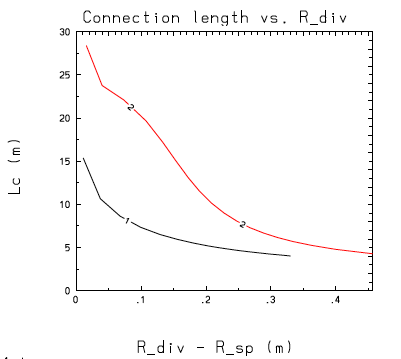 Connection length vs. R_div
30
25
20
15
10
5
0
Lc (m)
2
2
1
0 .1 .2 .3 .4
R_div - R_sp (m)